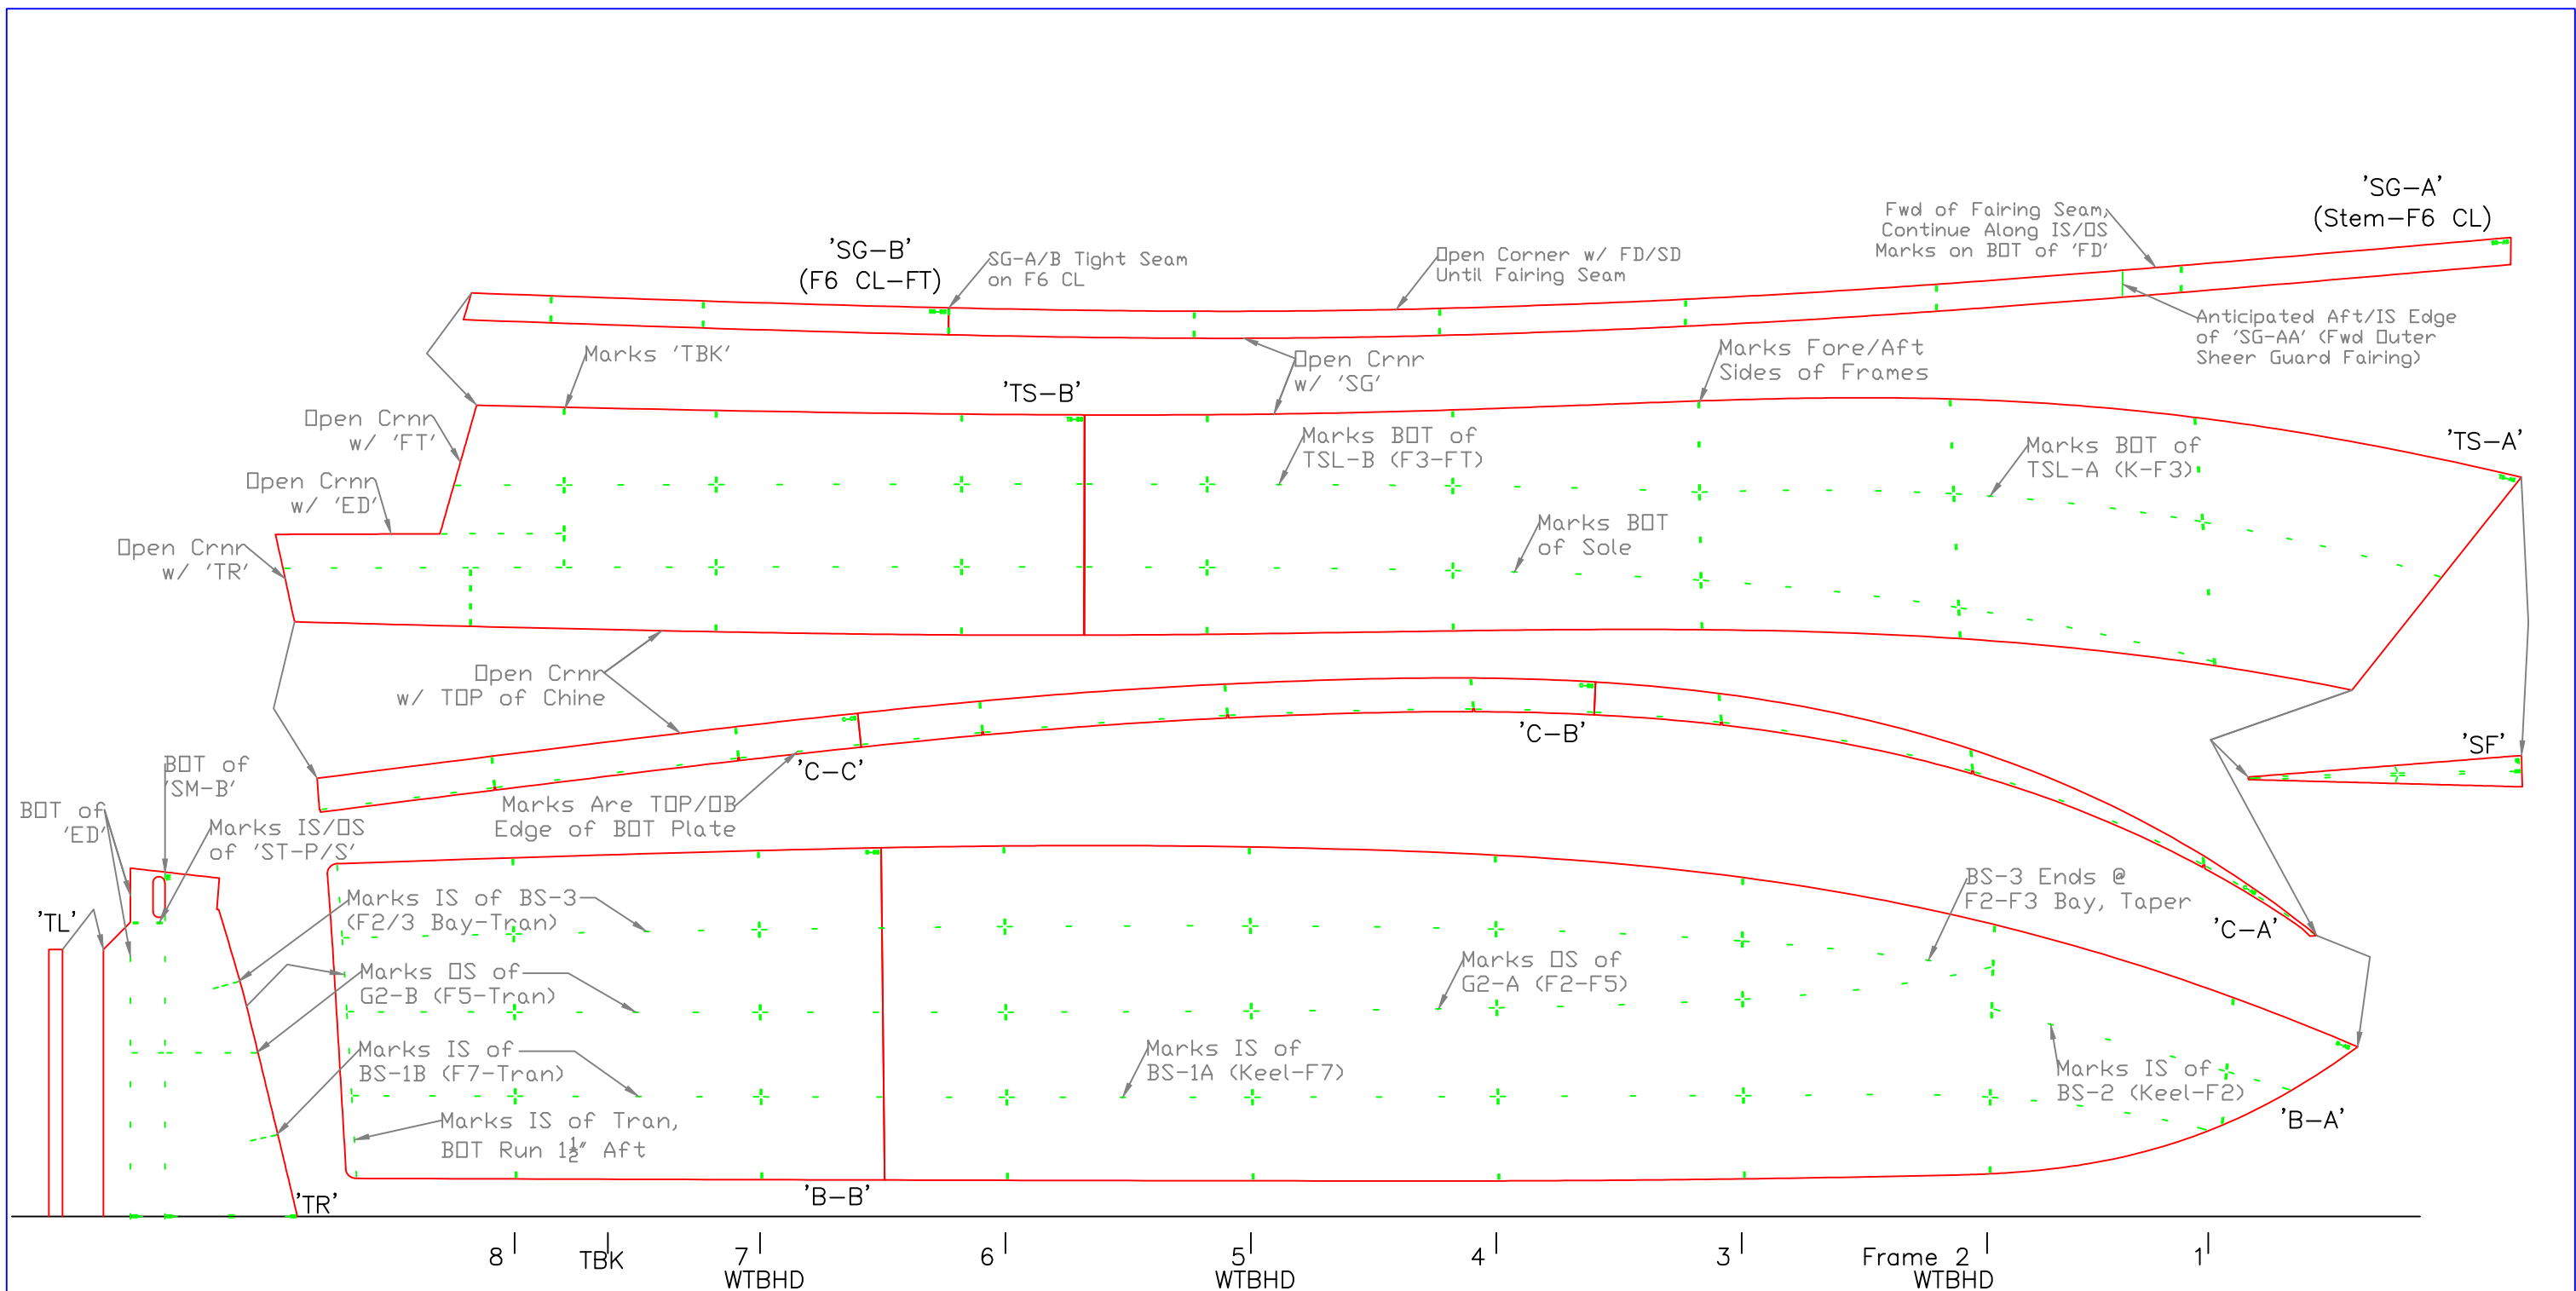 'SG-A'
(Stem-F6 CL)
Fwd of Fairing Seam,
Continue Along IS/OS
Marks on BOT of 'FD'
'SG-B'
(F6 CL-FT)
SG-A/B Tight Seam
on F6 CL
Open Corner w/ FD/SD
Until Fairing Seam
Anticipated Aft/IS Edge
of 'SG-AA' (Fwd Outer
Sheer Guard Fairing)
Marks 'TBK'
Open Crnr
w/ 'SG'
Marks Fore/Aft
Sides of Frames
'TS-B'
Open Crnr
w/ 'FT'
Marks BOT of
TSL-B (F3-FT)
Marks BOT of
TSL-A (K-F3)
'TS-A'
Open Crnr
w/ 'ED'
Marks BOT
of Sole
Open Crnr
w/ 'TR'
Open Crnr
w/ TOP of Chine
'C-B'
'SF'
'C-C'
BOT of
'SM-B'
Marks Are TOP/OB
Edge of BOT Plate
BOT of
'ED'
Marks IS/OS
of 'ST-P/S'
'TL'
Marks IS of BS-3
(F2/3 Bay-Tran)
BS-3 Ends @
F2-F3 Bay, Taper
'C-A'
Marks OS of
G2-B (F5-Tran)
Marks OS of
G2-A (F2-F5)
Marks IS of
BS-1B (F7-Tran)
Marks IS of
BS-1A (Keel-F7)
Marks IS of
BS-2 (Keel-F2)
Marks IS of Tran,
BOT Run 1½" Aft
'B-A'
'TR'
'B-B'
8
TBK
7
WTBHD
6
5
WTBHD
4
3
Frame 2
WTBHD
1